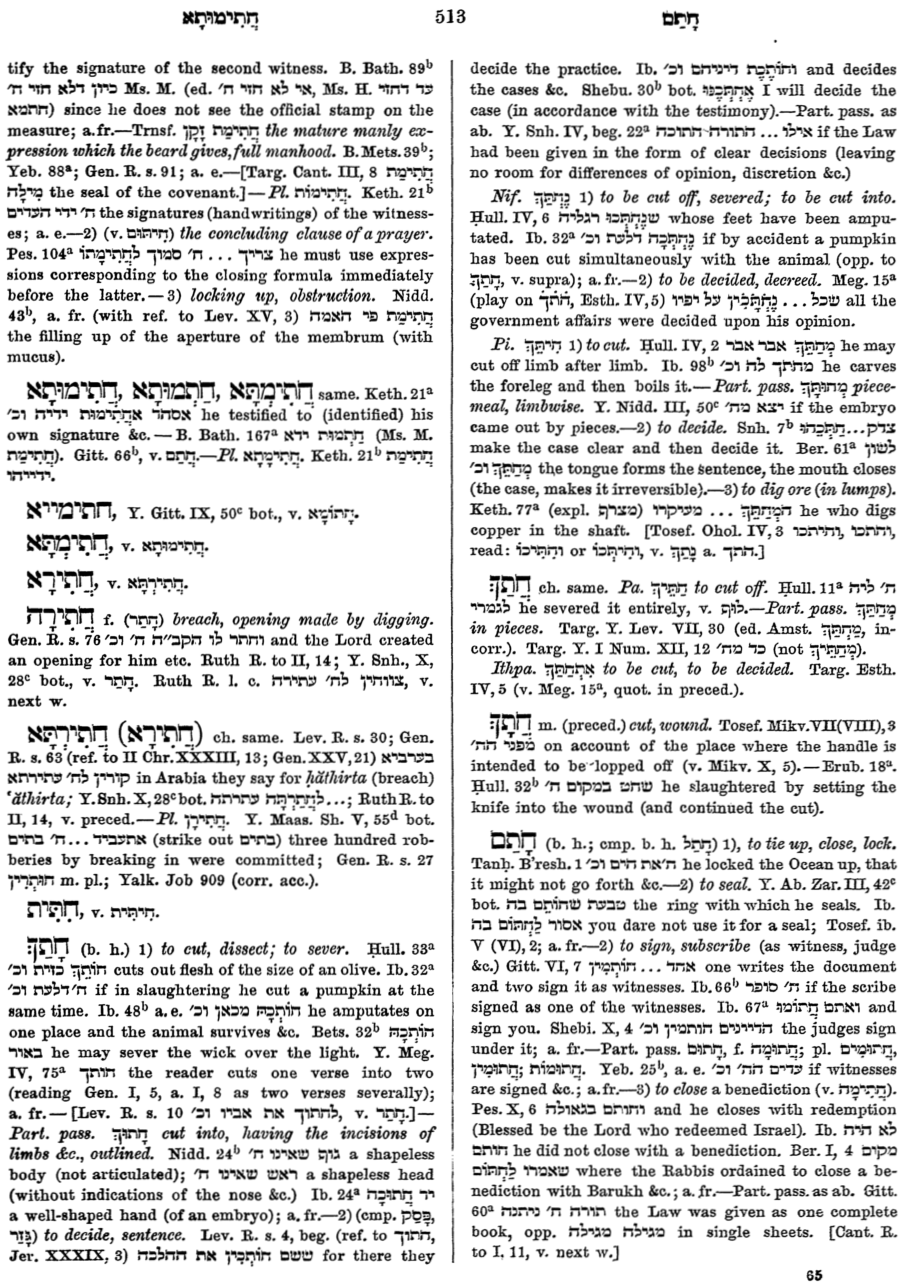 חֲתִימוּתָא 513 חָתַם
tify the signature of the second witness. B. Bath. 89ᵇ
עד דחזי Ms. M. (ed. אי לא חזי ח׳, Ms. H. כיון דלא חזי ח׳
חתמא) since he does not see the official stamp on the
measure; a. fr.—Trnsf. חֲתִימַת זָקָן the mature manly ex-
pression which the beard gives, full manhood. B. Mets. 39ᵇ;
Yeb. 88ᵃ; Gen. R. s. 91; a. e.—[Targ. Cant. III, 8 חֲתִימַת
מִילָה the seal of the covenant.]—Pl. חֲתִימוֹת. Keth. 21ᵇ
ח׳ ידי העדים the signatures (handwritings) of the witness-
es; a. e.—2) (v. חִיתּוּם) the concluding clause of a prayer.
Pes. 104ᵃ צריך ... ח׳ סמוך לחתימתו he must use expres-
sions corresponding to the closing formula immediately
before the latter.—3) locking up, obstruction. Nidd.
43ᵇ, a. fr. (with ref. to Lev. XV, 3) חֲתִימַת פי האמה
the filling up of the aperture of the membrum (with
mucus).
חֲתִימוּתָא, חֲתַמוּתָא, חֲתִימְתָא same. Keth. 21ᵃ
אסהד אחֲתִימוּת ידיה וכ׳ he testified to (identified) his
own signature &c.—B. Bath. 167ᵃ חַתְמוּת ידא (Ms. M.
חֲתִימַת). Gitt. 66ᵇ, v. חֲתַם.—Pl. חֲתִימָתָא. Keth. 21ᵇ חֲתִימַת
ידייהו.
חתימייא, Y. Gitt. IX, 50ᶜ bot., v. חָתוֹטָא.
חֲתִימְתָא, v. חֲתִימוּתָא.
חֲתִירָא, v. חֲתִירְתָא.
חֲתִירָה f. (חָתַר) breach, opening made by digging.
Gen. R. s. 76 וחתר לו הקב״ה ח׳ וכ׳ and the Lord created
an opening for him etc. Ruth R. to II, 14; Y. Snh., X,
28ᶜ bot., v. חָתַר. Ruth R. l. c. צווחין לח׳ עתירה, v.
next w.
חֲתִירְתָא (חֲתִירָא) ch. same. Lev. R. s. 30; Gen.
R. s. 63 (ref. to II Chr. XXXIII, 13; Gen. XXV, 21) בערביא
קורין לח׳ עתירתא in Arabia they say for ḥăthirta (breach)
ʿăthirta; Y. Snh. X, 28ᶜ bot. לַחֲתַרְתָּה עתרתה...; Ruth R. to
II, 14, v. preced.—Pl. חֲתִירָן. Y. Maas. Sh. V, 55ᵈ bot.
אתעביד... ח׳ בתים (strike out בתים) three hundred rob-
beries by breaking in were committed; Gen. R. s. 27
חותרין m. pl.; Yalk. Job 909 (corr. acc.).
חִתִּית, v. חִיתִּית.
חָתַךְ (b. h.) 1) to cut, dissect; to sever. Ḥull. 33ᵃ
חוֹתֵךְ כזית וכ׳ cuts out flesh of the size of an olive. Ib. 32ᵃ
ח׳ דלעת וכ׳ if in slaughtering he cut a pumpkin at the
same time. Ib. 48ᵇ a. e. חוֹתְכָהּ מכאן וכ׳ he amputates on
one place and the animal survives &c. Bets. 32ᵇ חוֹתְכָהּ
באור he may sever the wick over the light. Y. Meg.
IV, 75ᵃ חותך the reader cuts one verse into two
(reading Gen. I, 5, a. I, 8 as two verses severally);
a. fr.—[Lev. R. s. 10 לחתוך את אביו וכ׳, v. חָתַר.]—
Part. pass. חָתוּךְ cut into, having the incisions of
limbs &c., outlined. Nidd. 24ᵇ גוף שאינו ח׳ a shapeless
body (not articulated); ראש שאינו ח׳ a shapeless head
(without indications of the nose &c.) Ib. 24ᵃ יד חֲתוּכָה
a well-shaped hand (of an embryo); a. fr.—2) (cmp. פָּסַק,
גָּזַר) to decide, sentence. Lev. R. s. 4, beg. (ref. to התוך,
Jer. XXXIX, 3) ששם חוֹתְכִין את ההלכה for there they
decide the practice. Ib. וחוֹתֶכֶת דיניהם וכ׳ and decides
the cases &c. Shebu. 30ᵇ bot. אֶחְתְּכֶנּוּ I will decide the
case (in accordance with the testimony).—Part. pass. as
ab. Y. Snh. IV, beg. 22ᵃ אילו ... התורה חתוכה if the Law
had been given in the form of clear decisions (leaving
no room for differences of opinion, discretion &c.)
Nif. נֶחְתַּךְ 1) to be cut off, severed; to be cut into.
Ḥull. IV, 6 שנֶחְתְּכוּ רגליה whose feet have been ampu-
tated. Ib. 32ᵃ נֶחְתְּכָה דלעת וכ׳ if by accident a pumpkin
has been cut simultaneously with the animal (opp. to
חָתַךְ, v. supra); a. fr.—2) to be decided, decreed. Meg. 15ᵃ
(play on הֲתָךְ, Esth. IV, 5) שכל ... נֶחְתָּכִין על יפיו all the
government affairs were decided upon his opinion.
Pi. חִיתֵּךְ 1) to cut. Ḥull. IV, 2 מְחַתֵּךְ אבר אבר he may
cut off limb after limb. Ib. 98ᵇ מחתך לה וכ׳ he carves
the foreleg and then boils it.—Part. pass. מְחוּתָּךְ piece-
meal, limbwise. Y. Nidd. III, 50ᶜ יצא מח׳ if the embryo
came out by pieces.—2) to decide. Snh. 7ᵇ צדק...חַתְּכֵהוּ
make the case clear and then decide it. Ber. 61ᵃ לשון
מְחַתֵּךְ וכ׳ the tongue forms the sentence, the mouth closes
(the case, makes it irreversible).—3) to dig ore (in lumps).
Keth. 77ᵃ (expl. מצרף) הַמְחַתֵּךְ ... מעיקרו he who digs
copper in the shaft. [Tosef. Ohol. IV, 3 וחתכו, והיתכו,
read: וְהִתִּיכוּ or וְהִיתְּכוּ, v. נָתַךְ a. התך.]
חֲתַךְ ch. same. Pa. חַתֵּיךְ to cut off. Ḥull. 11ᵃ ח׳ ליה
לגמרי he severed it entirely, v. לוּף.—Part. pass. מְחַתַּךְ
in pieces. Targ. Y. Lev. VII, 30 (ed. Amst. מֶחֱתַךְ, in-
corr.). Targ. Y. I Num. XII, 12 כד מח׳ (not מְחַתֵּיךְ).
Ithpa. אִתְחַתַּךְ to be cut, to be decided. Targ. Esth.
IV, 5 (v. Meg. 15ᵃ, quot. in preced.).
חֲתָךְ m. (preced.) cut, wound. Tosef. Mikv. VII (VIII), 3
מפני הח׳ on account of the place where the handle is
intended to be lopped off (v. Mikv. X, 5).—Erub. 18ᵃ.
Ḥull. 32ᵇ שחט במקום ח׳ he slaughtered by setting the
knife into the wound (and continued the cut).
חָתַם (b. h.; cmp. b. h. חתל) 1), to tie up, close, lock.
Tanḥ. B'resh. 1 ח׳ את הים וכ׳ he locked the Ocean up, that
it might not go forth &c.—2) to seal. Y. Ab. Zar. III, 42ᶜ
bot. טבעת שחותם בה the ring with which he seals. Ib.
אסור לַחְתּוֹם בה you dare not use it for a seal; Tosef. ib.
V (VI), 2; a. fr.—2) to sign, subscribe (as witness, judge
&c.) Gitt. VI, 7 אחד ... חוֹתְמִין one writes the document
and two sign it as witnesses. Ib. 66ᵇ ח׳ סופר if the scribe
signed as one of the witnesses. Ib. 67ᵃ ואתם חֲתוֹמוּ and
sign you. Shebi. X, 4 הדיינים חותמין וכ׳ the judges sign
under it; a. fr.—Part. pass. חָתוּם, f. חֲתוּמָה; pl. חֲתוּמִים,
חֲתוּמִין; חֲתוּמוֹת. Yeb. 25ᵇ, a. e. עדים הח׳ וכ׳ if witnesses
are signed &c.; a. fr.—3) to close a benediction (v. חֲתִימָה).
Pes. X, 6 וחותם בגאולה and he closes with redemption
(Blessed be the Lord who redeemed Israel). Ib. לא היה
חותם he did not close with a benediction. Ber. I, 4 מקום
שאמרו לַחְתּוֹם where the Rabbis ordained to close a be-
nediction with Barukh &c.; a. fr.—Part. pass. as ab. Gitt.
60ᵃ תורה ח׳ ניתנה the Law was given as one complete
book, opp. מגילה מגילה in single sheets. [Cant. R.
to I, 11, v. next w.]
65